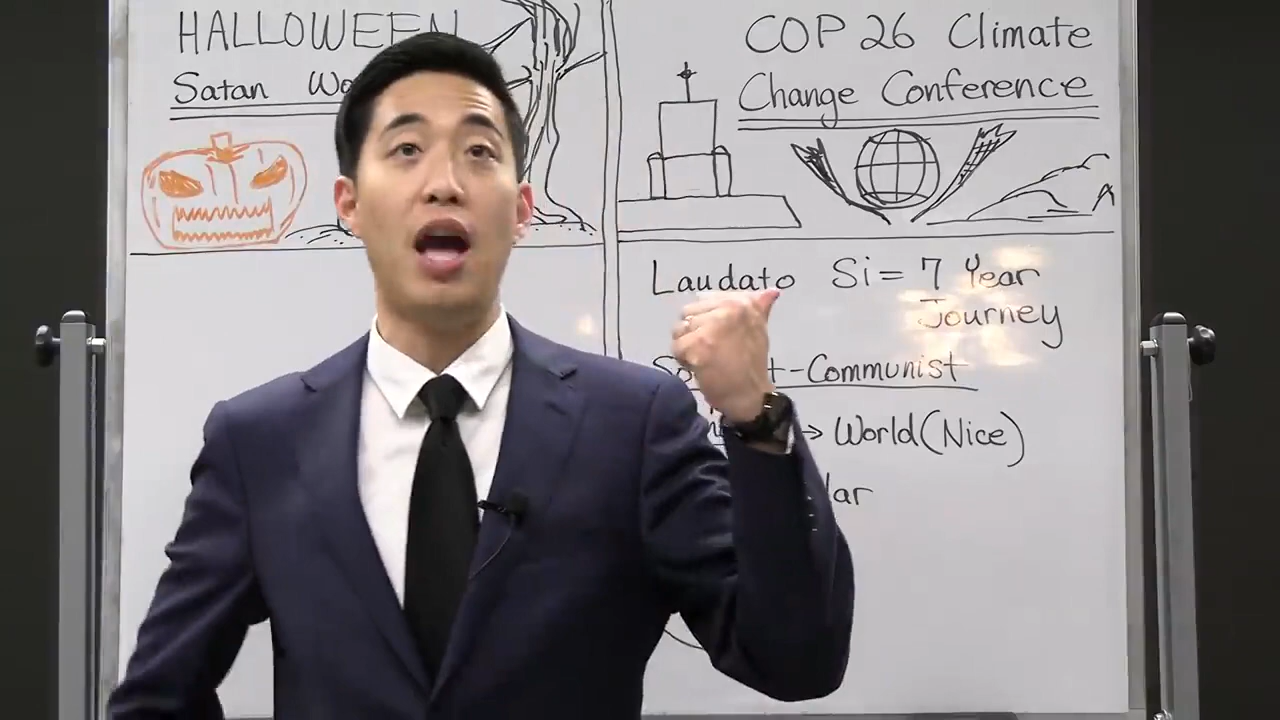 HALLOWEEN
Satan
COP 26 Climate
Change Conference
Laudato Si = 7 Year
Journey
-Communist
→ World (Nice)